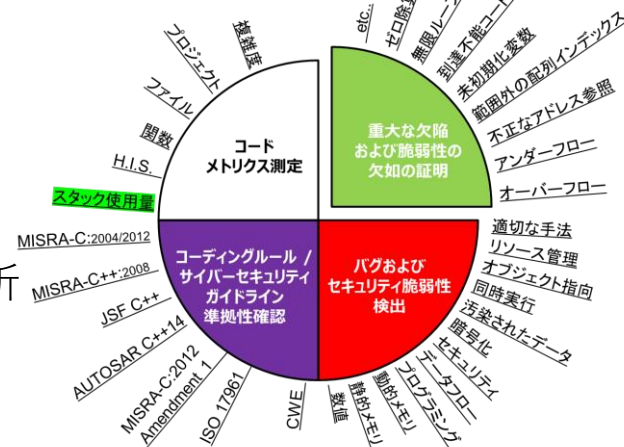 複雑度
プロジェクト
ファイル
関数
H.I.S.
スタック使用量
コード
メトリクス測定
etc..
無限ループ
到達不能コード
未初期化変数
範囲外の配列インデックス
不正なアドレス参照
アンダーフロー
オーバーフロー
重大な欠陥
および脆弱性の
欠如の証明
MISRA-C:2004/2012
MISRA-C++:2008
JSF C++
AUTOSAR C++14
MISRA-C:2012
Amendment 1
ISO 17961
CWE
コーディングルール /
サイバーセキュリティ
ガイドライン
準拠性確認
バグおよび
セキュリティ脆弱性
検出
適切な手法
リソース管理
オブジェクト指向
同時実行
汚染されたデータ
暗号化
セキュリティ
データフロー
プログラミング
動的メモリ
静的メモリ
数値
析